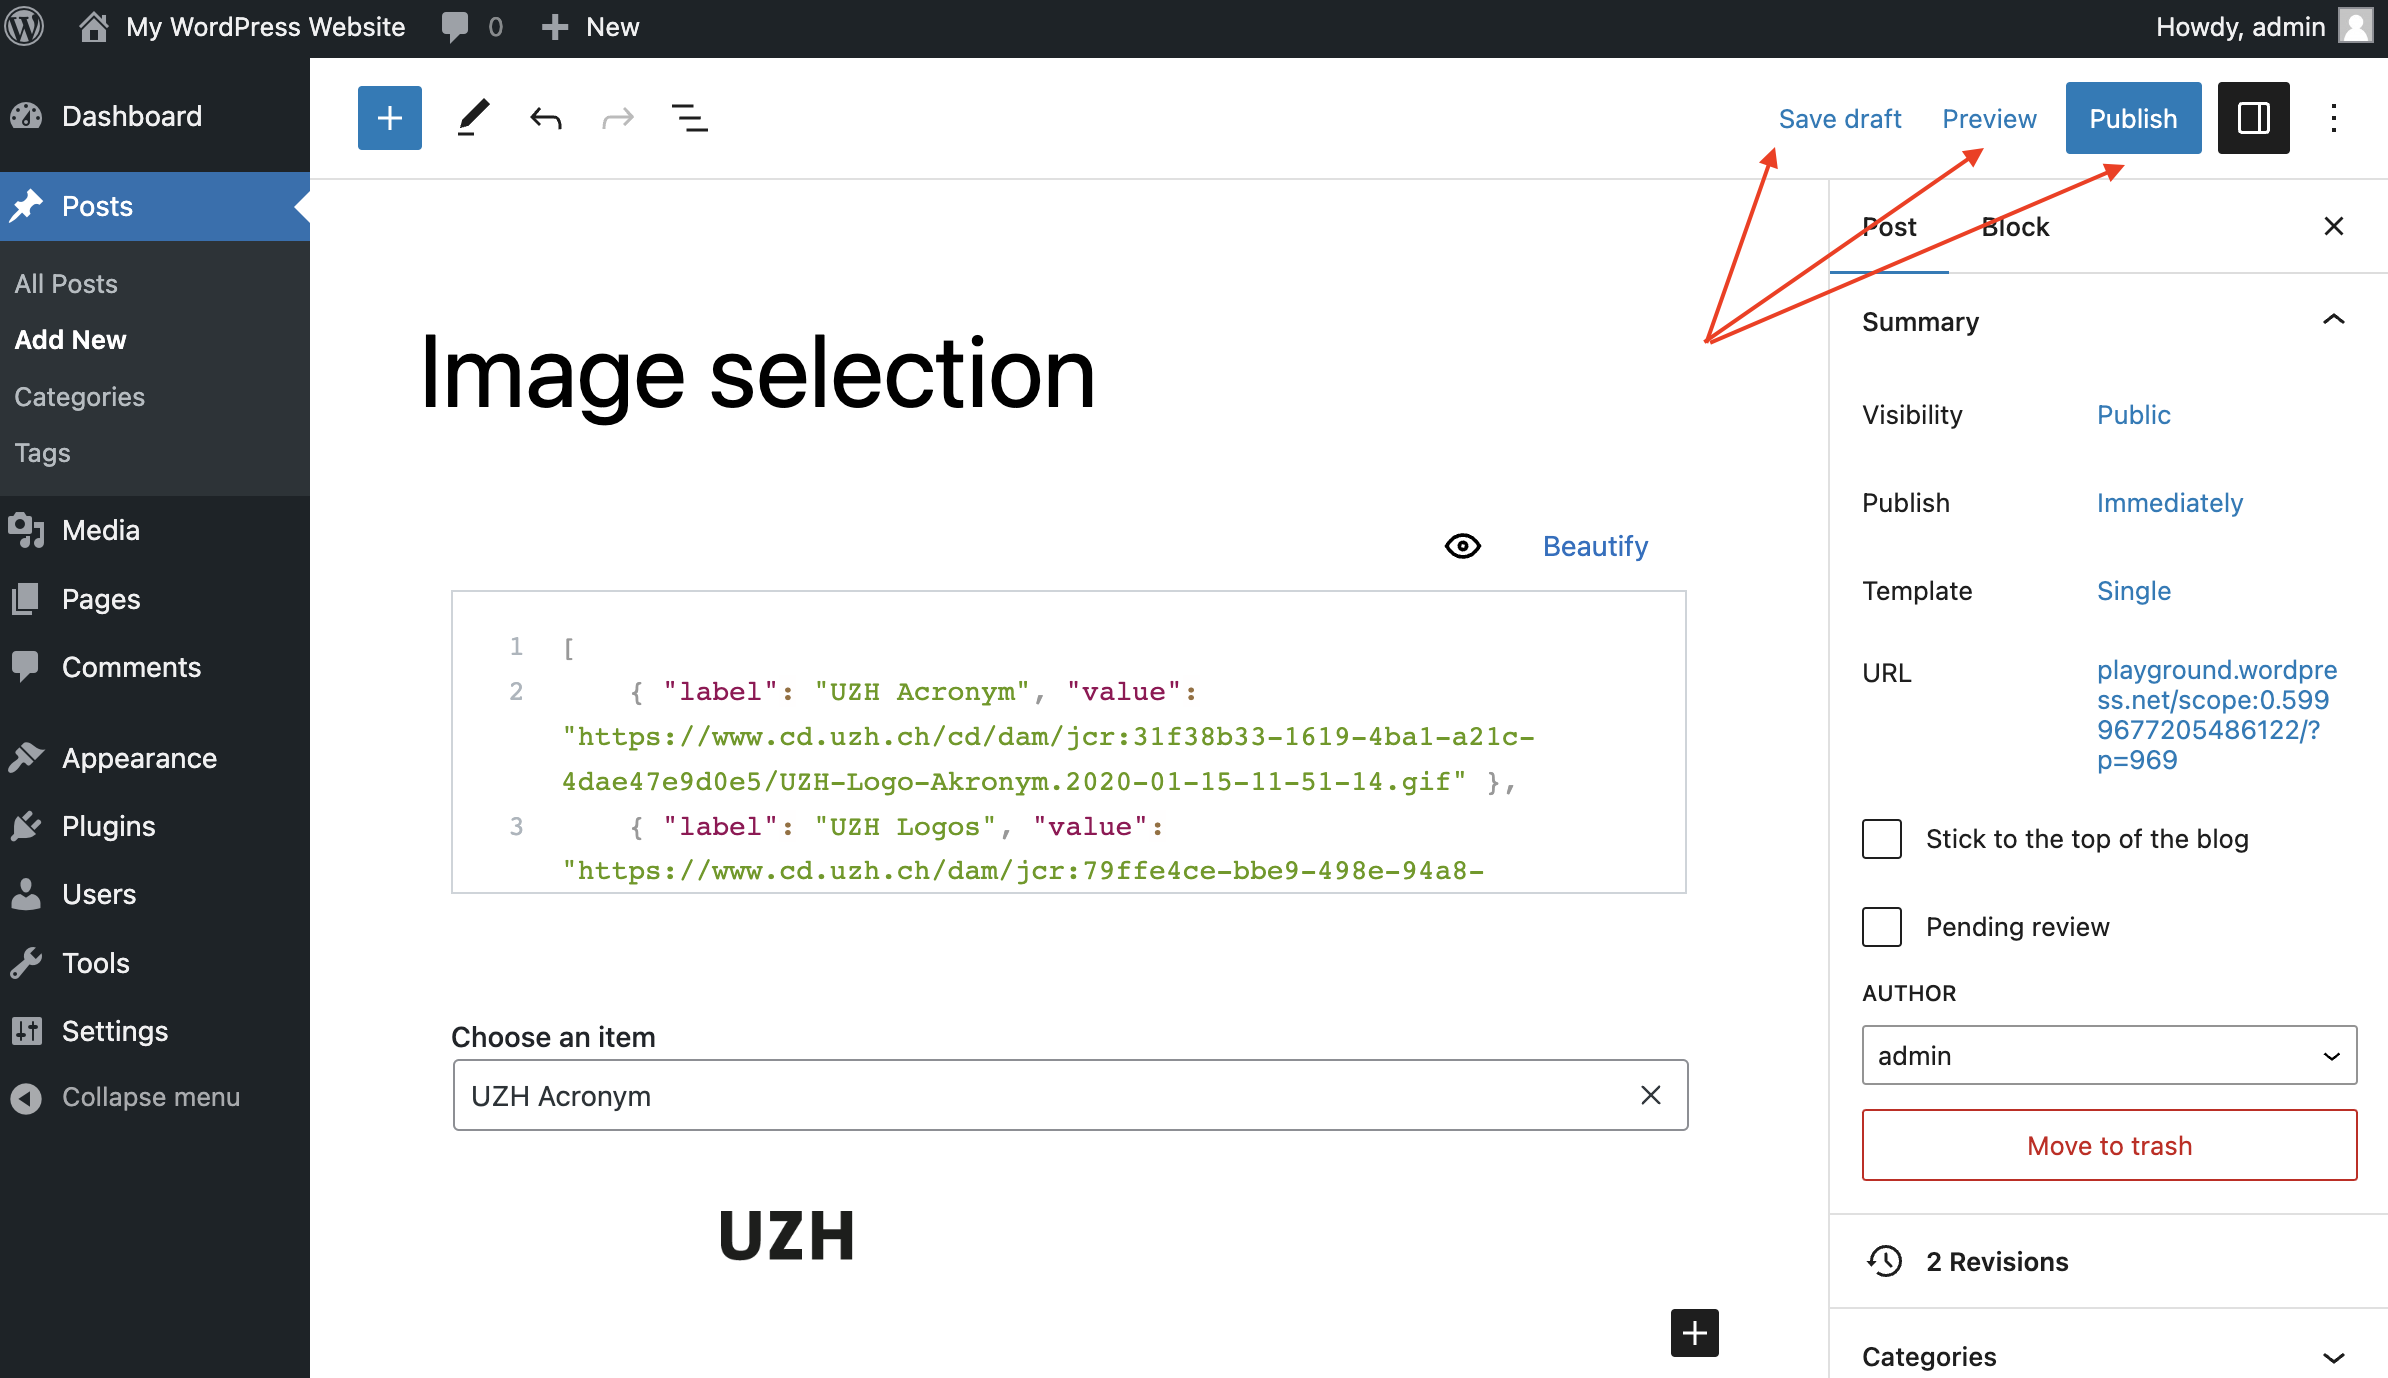 My WordPress Website 0 New Howdy, admin
Dashboard
Posts
All Posts
Add New
Categories
Tags
Media
Pages
Comments
Appearance
Plugins
Users
Tools
Settings
Collapse menu
Save draft Preview Publish
Image selection
Beautify
1 [
2 { "label": "UZH Acronym", "value":
"https://www.cd.uzh.ch/cd/dam/jcr:31f38b33-1619-4ba1-a21c-
4dae47e9d0e5/UZH-Logo-Akronym.2020-01-15-11-51-14.gif" },
3 { "label": "UZH Logos", "value":
"https://www.cd.uzh.ch/dam/jcr:79ffe4ce-bbe9-498e-94a8-
Choose an item
UZH Acronym
UZH
Post Block
Summary
Visibility Public
Publish Immediately
Template Single
URL playground.wordpre
ss.net/scope:0.599
9677205486122/?
p=969
Stick to the top of the blog
Pending review
AUTHOR
admin
Move to trash
2 Revisions
Categories